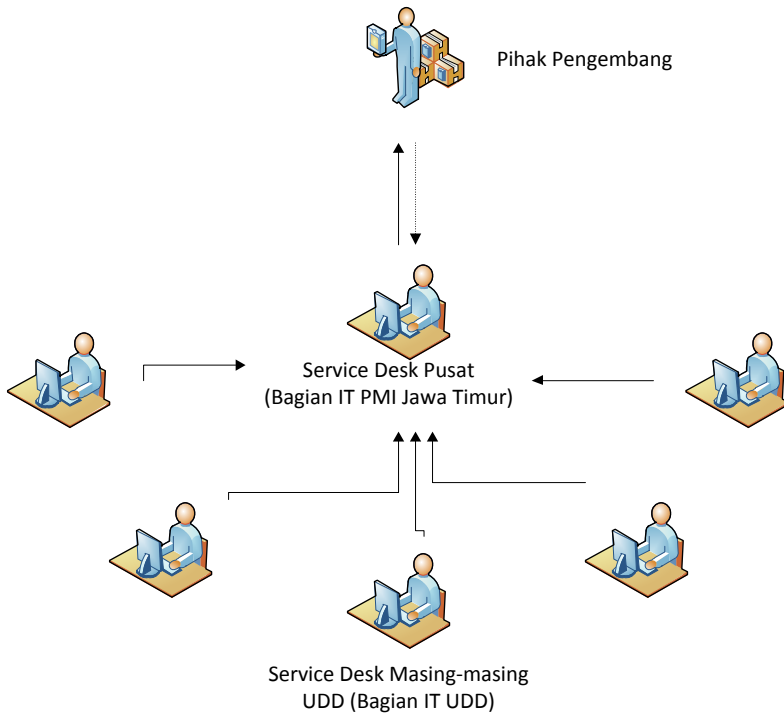 Pihak Pengembang
Service Desk Pusat
(Bagian IT PMI Jawa Timur)
Service Desk Masing-masing
UDD (Bagian IT UDD)